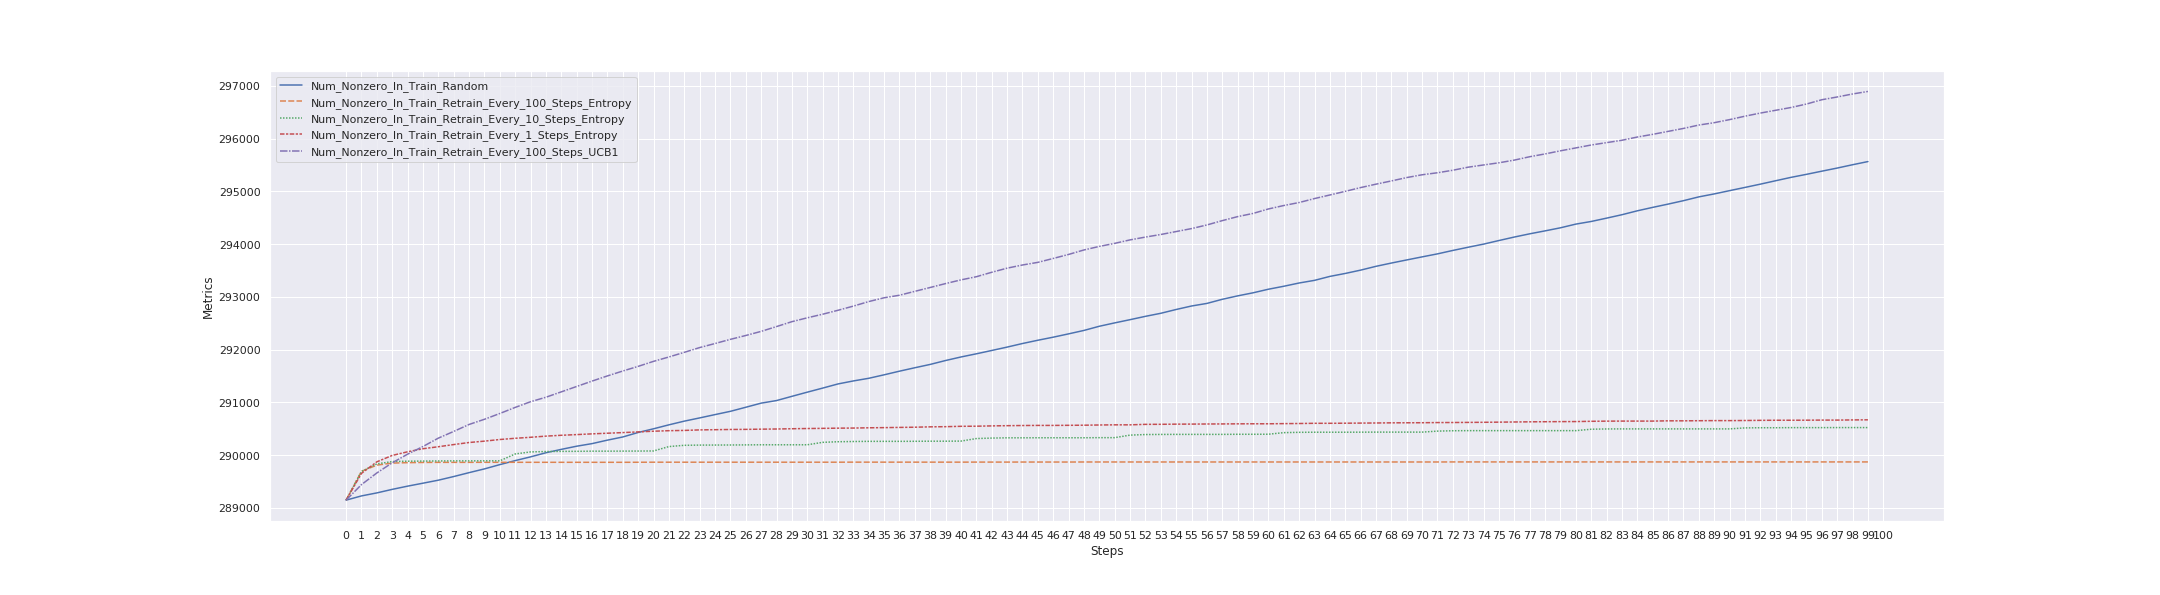 297000
296000
295000
294000
293000
292000
291000
290000
289000
Metrics
Num_Nonzero_In_Train_Random
Num_Nonzero_In_Train_Retrain_Every_100_Steps_Entropy
Num_Nonzero_In_Train_Retrain_Every_10_Steps_Entropy
Num_Nonzero_In_Train_Retrain_Every_1_Steps_Entropy
Num_Nonzero_In_Train_Retrain_Every_100_Steps_UCB1
0 1 2 3 4 5 6 7 8 9 10 11 12 13 14 15 16 17 18 19 20 21 22 23 24 25 26 27 28 29 30 31 32 33 34 35 36 37 38 39 40 41 42 43 44 45 46 47 48 49 50 51 52 53 54 55 56 57 58 59 60 61 62 63 64 65 66 67 68 69 70 71 72 73 74 75 76 77 78 79 80 81 82 83 84 85 86 87 88 89 90 91 92 93 94 95 96 97 98 99 100
Steps